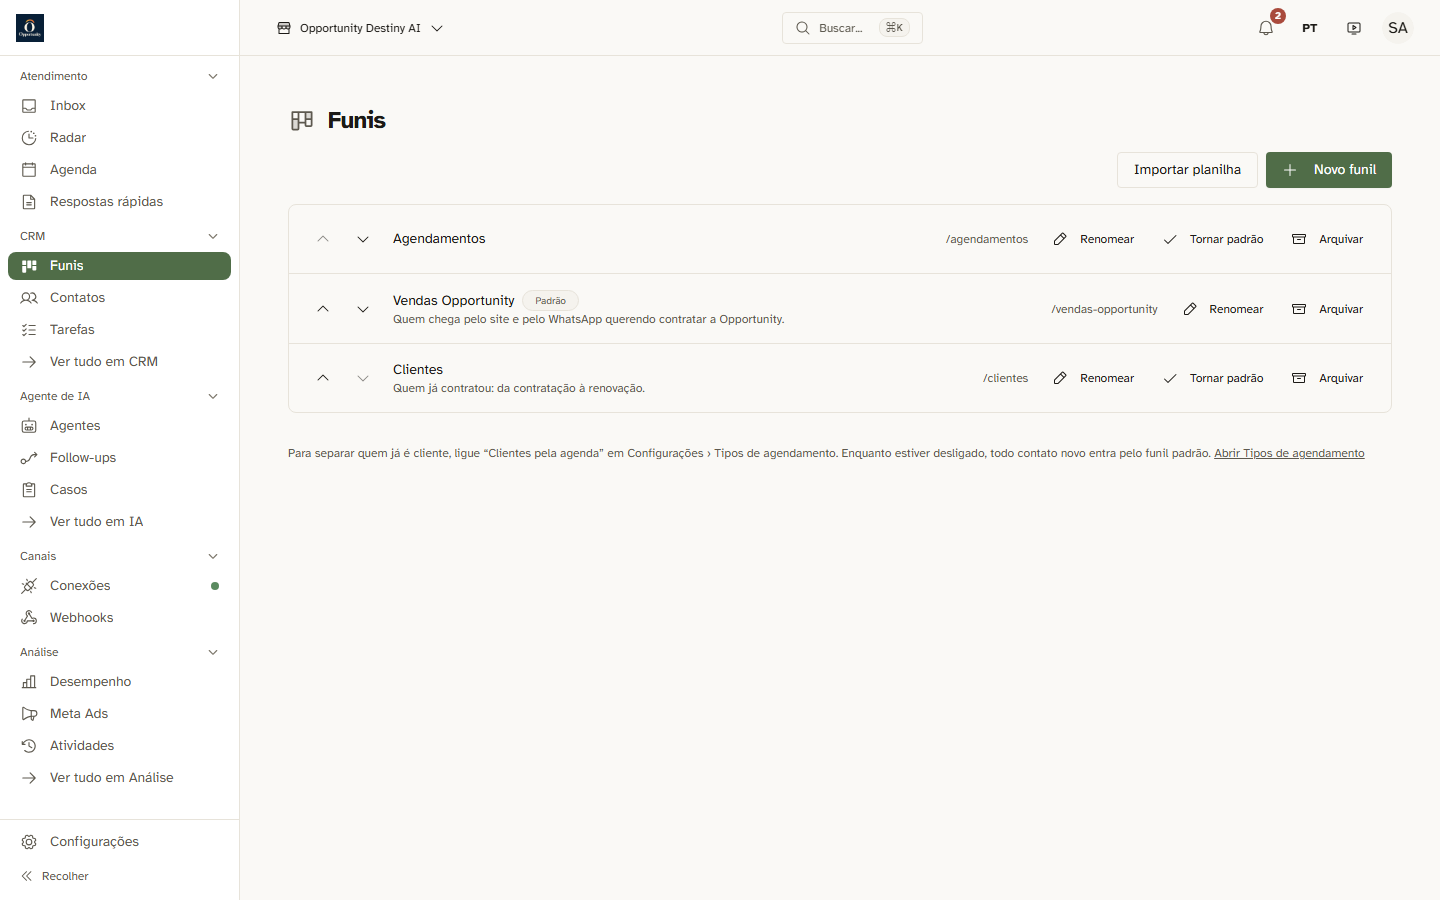 Opportunity
Opportunity Destiny AI
Buscar...
⌘K
2
PT
SA
Atendimento
Inbox
Radar
Agenda
Respostas rápidas
CRM
Funis
Contatos
Tarefas
Ver tudo em CRM
Agente de IA
Agentes
Follow-ups
Casos
Ver tudo em IA
Canais
Conexões
Webhooks
Análise
Desempenho
Meta Ads
Atividades
Ver tudo em Análise
Configurações
Recolher
Funis
Importar planilha
Novo funil
Agendamentos
/agendamentos
Renomear
Tornar padrão
Arquivar
Vendas Opportunity
Padrão
Quem chega pelo site e pelo WhatsApp querendo contratar a Opportunity.
/vendas-opportunity
Renomear
Arquivar
Clientes
Quem já contratou: da contratação à renovação.
/clientes
Renomear
Tornar padrão
Arquivar
Para separar quem já é cliente, ligue “Clientes pela agenda” em Configurações › Tipos de agendamento. Enquanto estiver desligado, todo contato novo entra pelo funil padrão. Abrir Tipos de agendamento